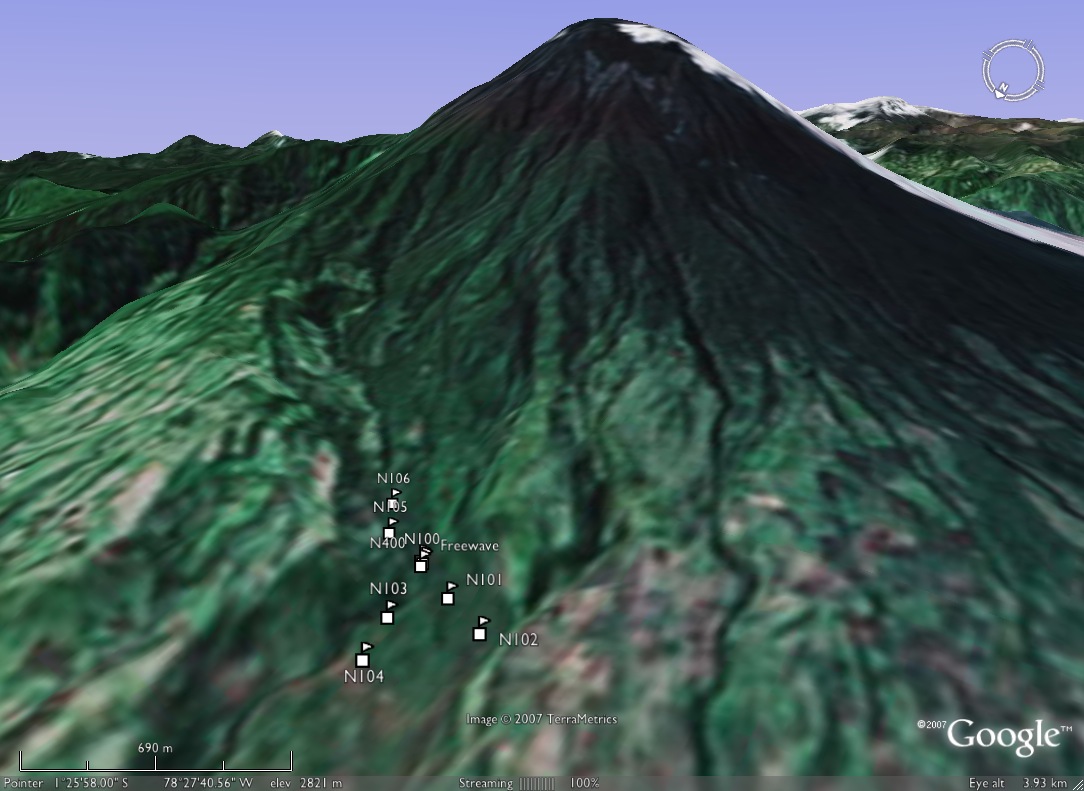 N
N106
N105
N400 N100 Freewave
N101
N103
N102
N104
Image © 2007 TerraMetrics
©2007 Google™
690 m
Pointer 1°25'58.00" S 78°27'40.56" W elev 2821 m Streaming |||||||||| 100% Eye alt 3.93 km